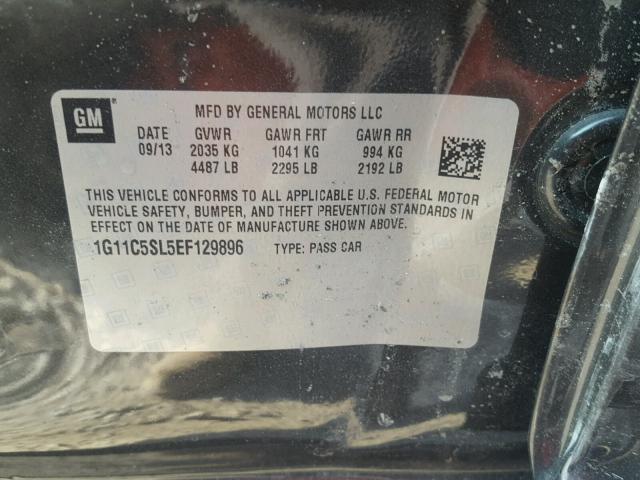 GM
MFD BY GENERAL MOTORS LLC
DATE GVWR GAWR FRT GAWR RR
09/13 2035 KG 1041 KG 994 KG
4487 LB 2295 LB 2192 LB
THIS VEHICLE CONFORMS TO ALL APPLICABLE U.S. FEDERAL MOTOR
VEHICLE SAFETY, BUMPER, AND THEFT PREVENTION STANDARDS IN
EFFECT ON THE DATE OF MANUFACTURE SHOWN ABOVE.
1G11C5SL5EF129896 TYPE: PASS CAR